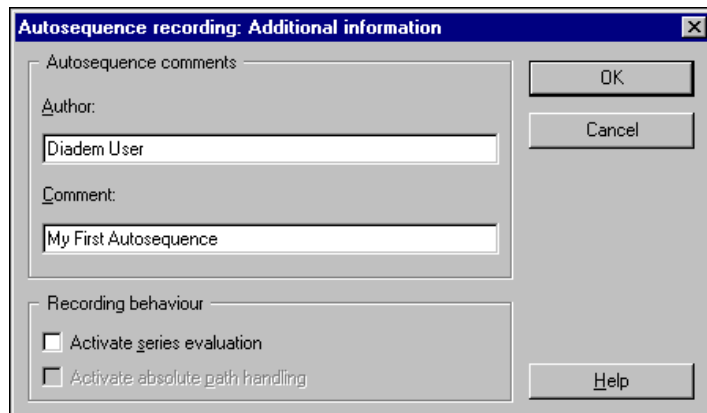 Autosequence recording: Additional information
Autosequence comments
OK
Author:
Cancel
Diadem User
Comment:
My First Autosequence
Recording behaviour
Activate series evaluation
Activate absolute path handling
Help